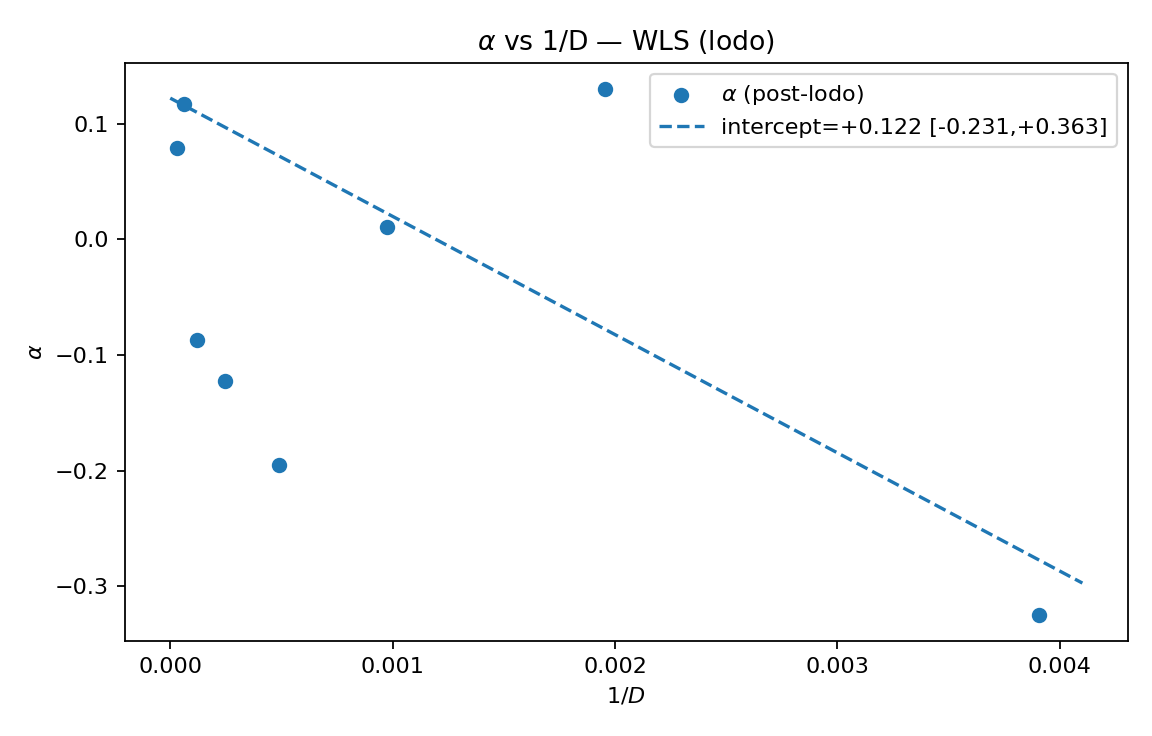 α vs 1/D — WLS (lodo)
α (post-lodo)
intercept=+0.122 [-0.231,+0.363]
0.1
0.0
−0.1
−0.2
−0.3
α
0.000 0.001 0.002 0.003 0.004
1/D